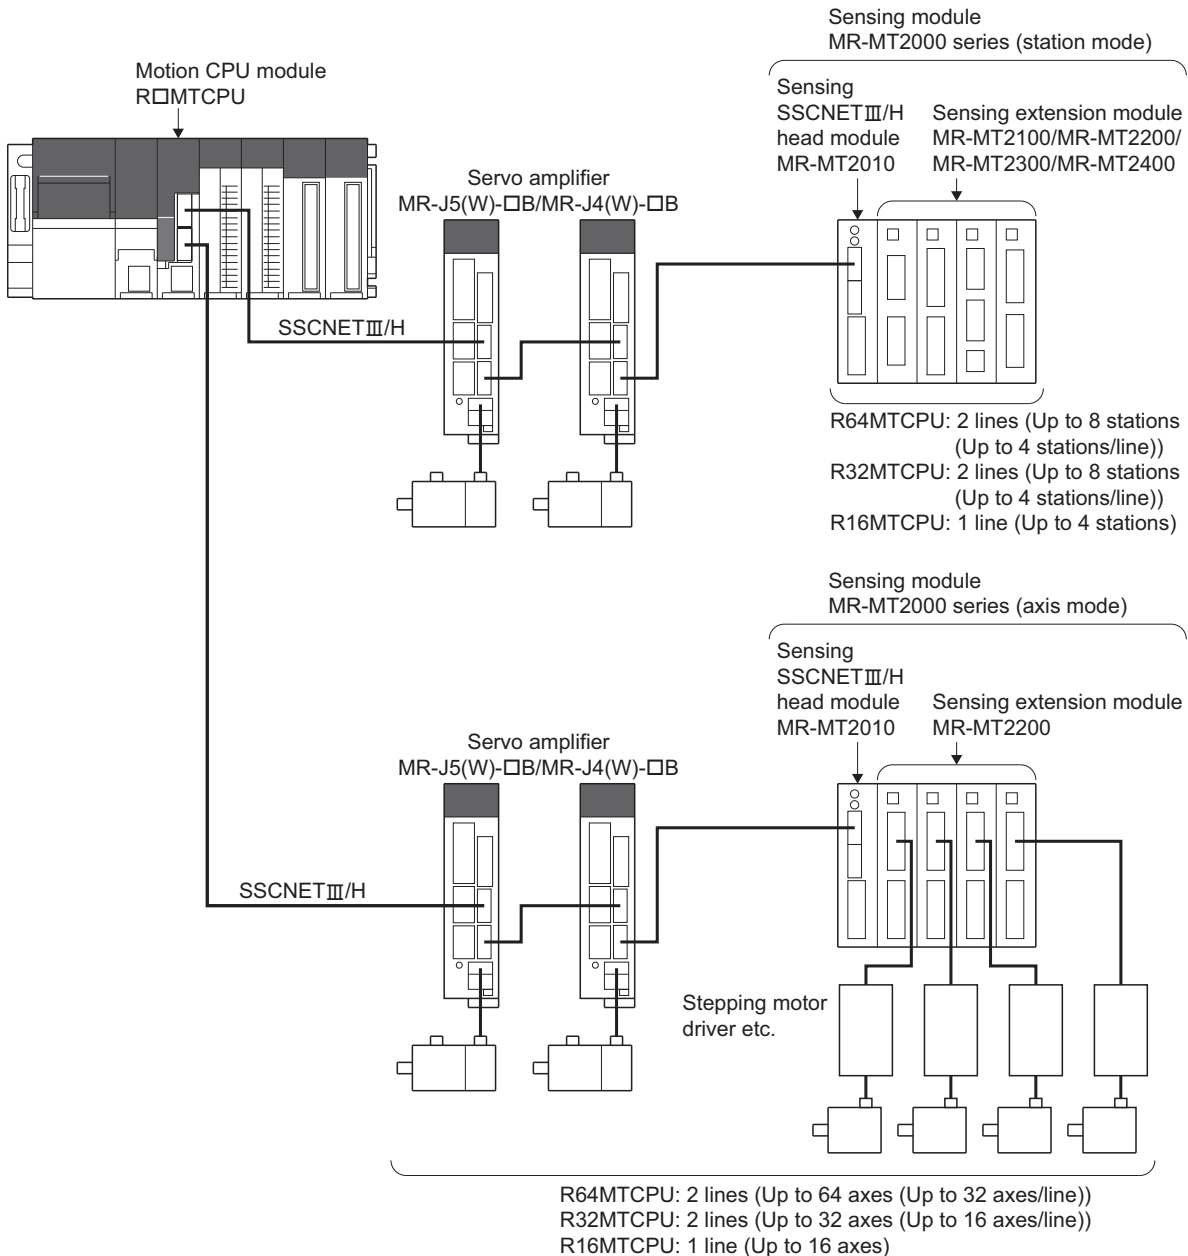 Sensing module
MR-MT2000 series (station mode)
Motion CPU module
R□MTCPU
Sensing
SSCNETⅢ/H
head module
MR-MT2010
Sensing extension module
MR-MT2100/MR-MT2200/
MR-MT2300/MR-MT2400
Servo amplifier
MR-J5(W)-□B/MR-J4(W)-□B
SSCNETⅢ/H
R64MTCPU: 2 lines (Up to 8 stations
(Up to 4 stations/line))
R32MTCPU: 2 lines (Up to 8 stations
(Up to 4 stations/line))
R16MTCPU: 1 line (Up to 4 stations)
Sensing module
MR-MT2000 series (axis mode)
Sensing
SSCNETⅢ/H
head module
MR-MT2010
Sensing extension module
MR-MT2200
Servo amplifier
MR-J5(W)-□B/MR-J4(W)-□B
SSCNETⅢ/H
Stepping motor
driver etc.
R64MTCPU: 2 lines (Up to 64 axes (Up to 32 axes/line))
R32MTCPU: 2 lines (Up to 32 axes (Up to 16 axes/line))
R16MTCPU: 1 line (Up to 16 axes)